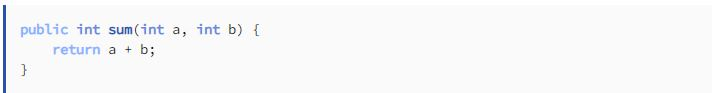 public int sum(int a, int b) {
    return a + b;
}